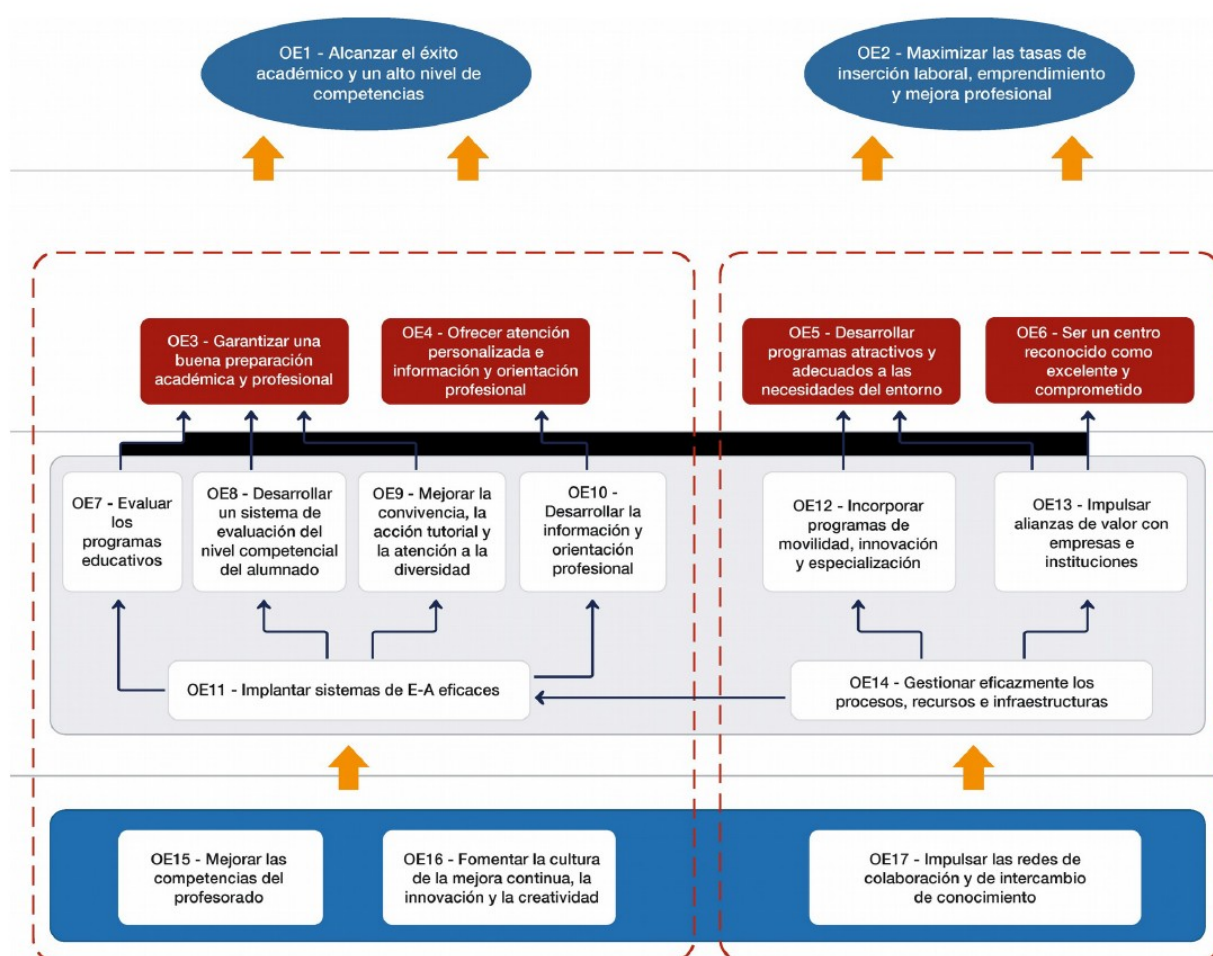 OE1 - Alcanzar el éxito
académico y un alto nivel de
competencias
OE2 - Maximizar las tasas de
inserción laboral, emprendimiento
y mejora profesional
OE3 - Garantizar una
buena preparación
académica y profesional
OE4 - Ofrecer atención
personalizada e
información y orientación
profesional
OE5 - Desarrollar
programas atractivos y
adecuados a las
necesidades del entorno
OE6 - Ser un centro
reconocido como
excelente y
comprometido
OE7 - Evaluar
los
programas
educativos
OE8 - Desarrollar
un sistema de
evaluación del
nivel competencial
del alumnado
OE9 - Mejorar la
convivencia, la
acción tutorial y
la atención a la
diversidad
OE10 -
Desarrollar la
información y
orientación
profesional
OE12 - Incorporar
programas de
movilidad, innovación
y especialización
OE13 - Impulsar
alianzas de valor con
empresas e
instituciones
OE11 - Implantar sistemas de E-A eficaces
OE14 - Gestionar eficazmente los
procesos, recursos e infraestructuras
OE15 - Mejorar las
competencias del
profesorado
OE16 - Fomentar la cultura
de la mejora continua, la
innovación y la creatividad
OE17 - Impulsar las redes de
colaboración y de intercambio
de conocimiento